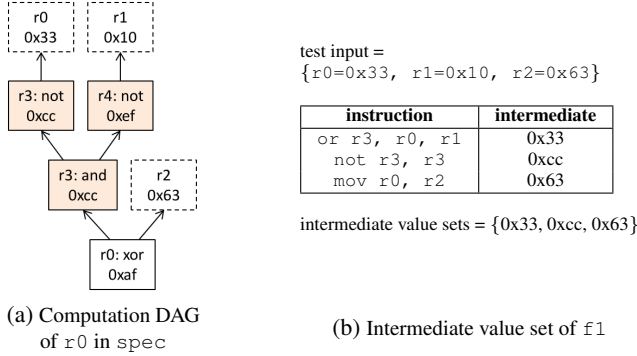 r0
0x33
r1
0x10
r3: not
0xcc
r4: not
0xef
r3: and
0xcc
r2
0x63
r0: xor
0xaf
(a) Computation DAG
of r0 in spec
test input =
{r0=0x33, r1=0x10, r2=0x63}
instruction intermediate
or r3, r0, r1 0x33
not r3, r3 0xcc
mov r0, r2 0x63
intermediate value sets = {0x33, 0xcc, 0x63}
(b) Intermediate value set of f1